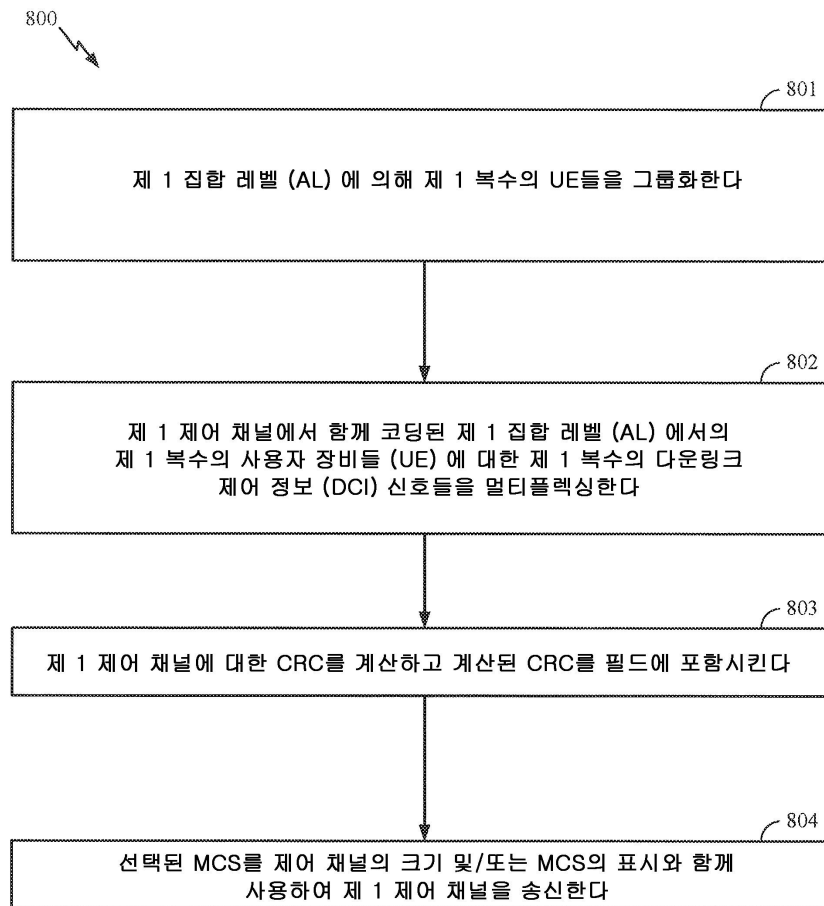 800
801
제 1 집합 레벨 (AL) 에 의해 제 1 복수의 UE들을 그룹화한다
802
제 1 제어 채널에서 함께 코딩된 제 1 집합 레벨 (AL) 에서의
제 1 복수의 사용자 장비들 (UE) 에 대한 제 1 복수의 다운링크
제어 정보 (DCI) 신호들을 멀티플렉싱한다
803
제 1 제어 채널에 대한 CRC를 계산하고 계산된 CRC를 필드에 포함시킨다
804
선택된 MCS를 제어 채널의 크기 및/또는 MCS의 표시와 함께
사용하여 제 1 제어 채널을 송신한다